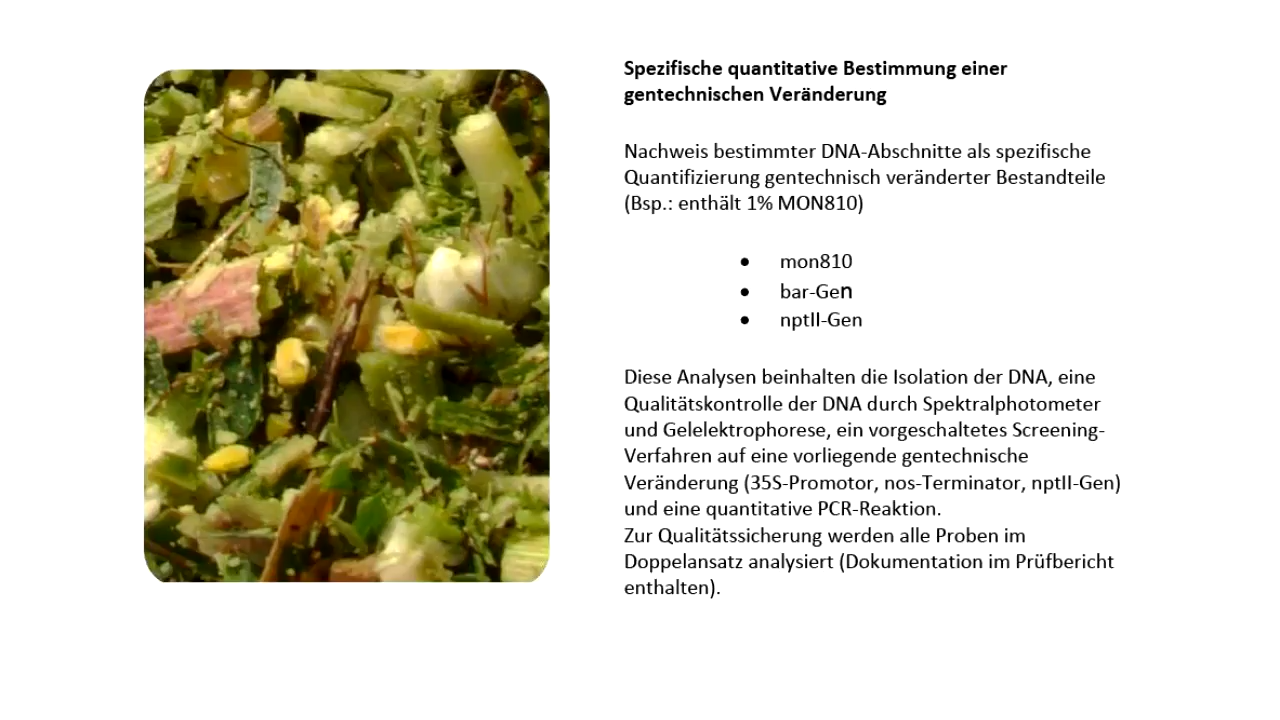 Spezifische quantitative Bestimmung einer
gentechnischen Veränderung
Nachweis bestimmter DNA-Abschnitte als spezifische
Quantifizierung gentechnisch veränderter Bestandteile
(Bsp.: enthält 1% MON810)
• mon810
• bar-Gen
• nptII-Gen
Diese Analysen beinhalten die Isolation der DNA, eine
Qualitätskontrolle der DNA durch Spektralphotometer
und Gelelektrophorese, ein vorgeschaltetes Screening-
Verfahren auf eine vorliegende gentechnische
Veränderung (35S-Promotor, nos-Terminator, nptII-Gen)
und eine quantitative PCR-Reaktion.
Zur Qualitätssicherung werden alle Proben im
Doppelansatz analysiert (Dokumentation im Prüfbericht
enthalten).